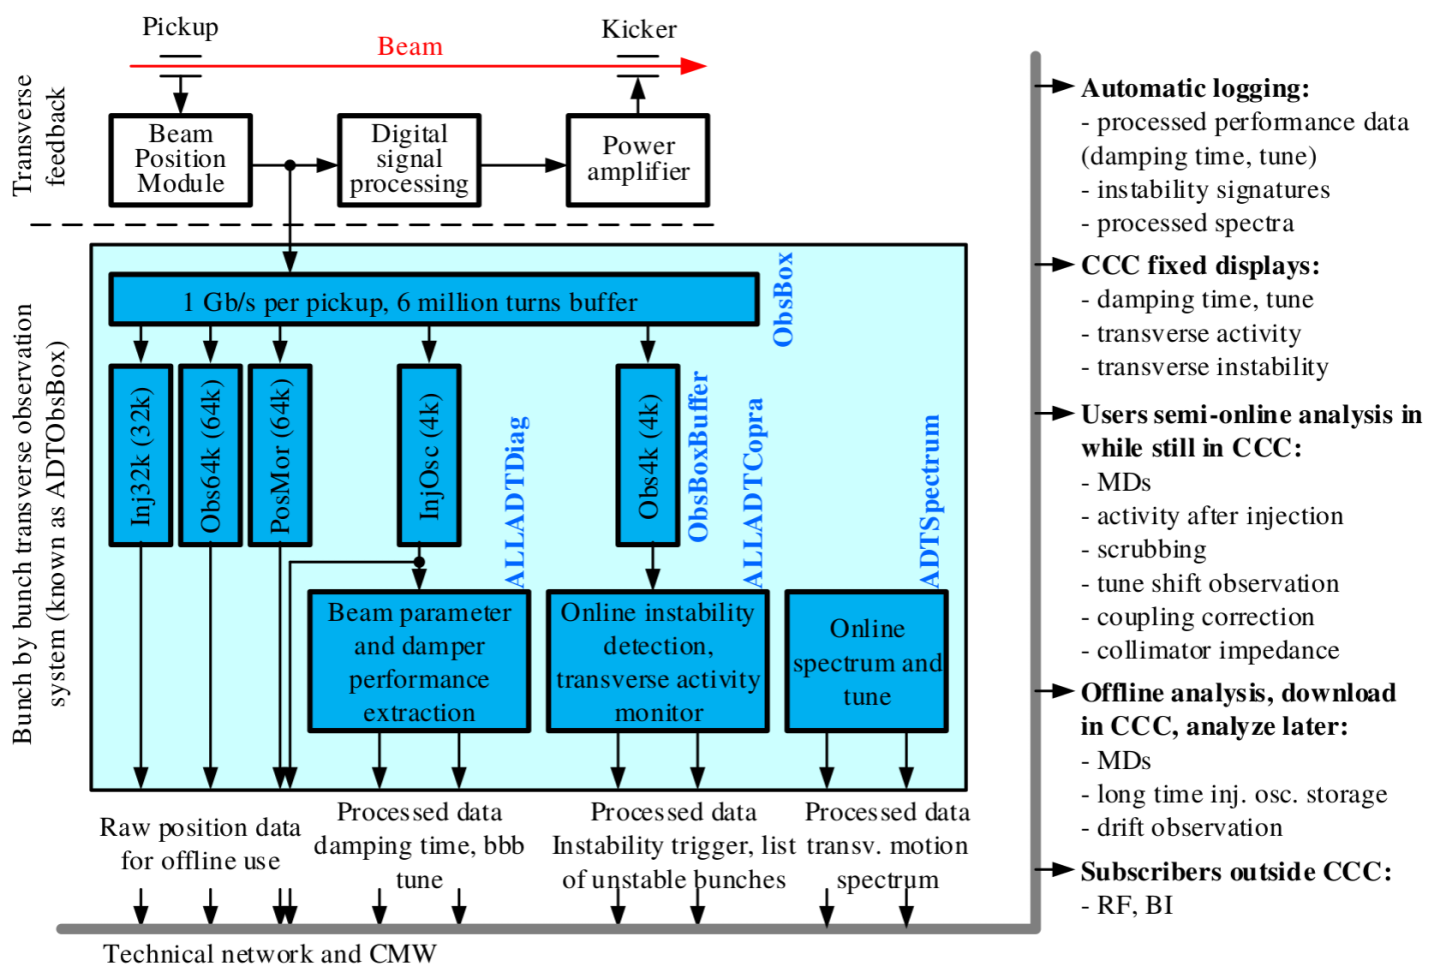 Pickup
Kicker
Beam
Transverse
feedback
Beam
Position
Module
Digital
signal
processing
Power
amplifier
Bunch by bunch transverse observation
system (known as ADTObsBox)
1 Gb/s per pickup, 6 million turns buffer
ObsBox
Inj32k (32k)
Obs64k (64k)
PosMor (64k)
InjOsc (4k)
Obs4k (4k)
ALLADTDiag
ObsBoxBuffer
ALLADTCopra
ADTSpectrum
Beam parameter
and damper
performance
extraction
Online instability
detection,
transverse activity
monitor
Online
spectrum and
tune
Raw position data
for offline use
Processed data
damping time, bbb
tune
Processed data
Instability trigger, list
of unstable bunches
Processed data
transv. motion
spectrum
Technical network and CMW
Automatic logging:
- processed performance data
(damping time, tune)
- instability signatures
- processed spectra
CCC fixed displays:
- damping time, tune
- transverse activity
- transverse instability
Users semi-online analysis in
while still in CCC:
- MDs
- activity after injection
- scrubbing
- tune shift observation
- coupling correction
- collimator impedance
Offline analysis, download
in CCC, analyze later:
- MDs
- long time inj. osc. storage
- drift observation
Subscribers outside CCC:
- RF, BI